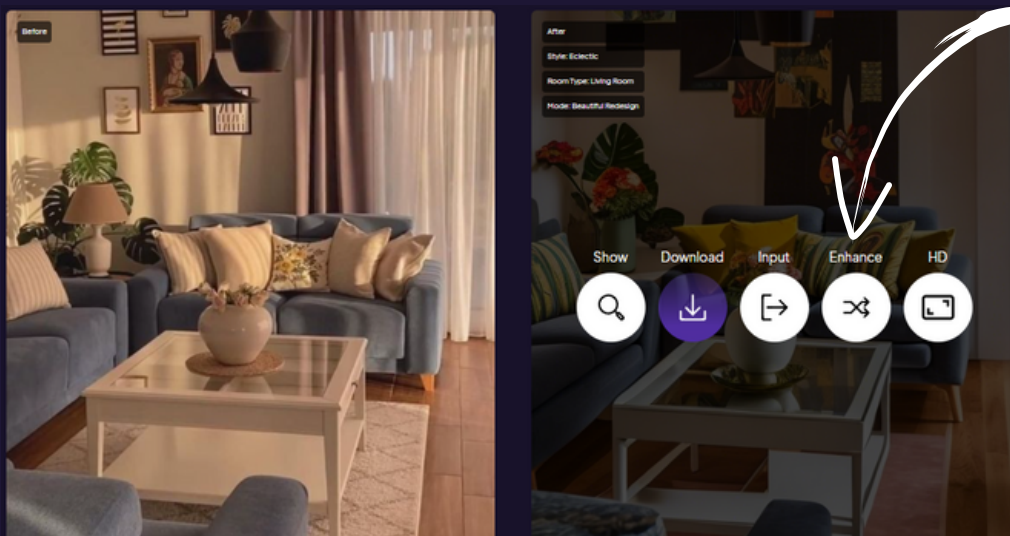 Before
After
Style: Eclectic
Room Type: Living Room
Mode: Beautiful Redesign
Show
Download
Input
Enhance
HD